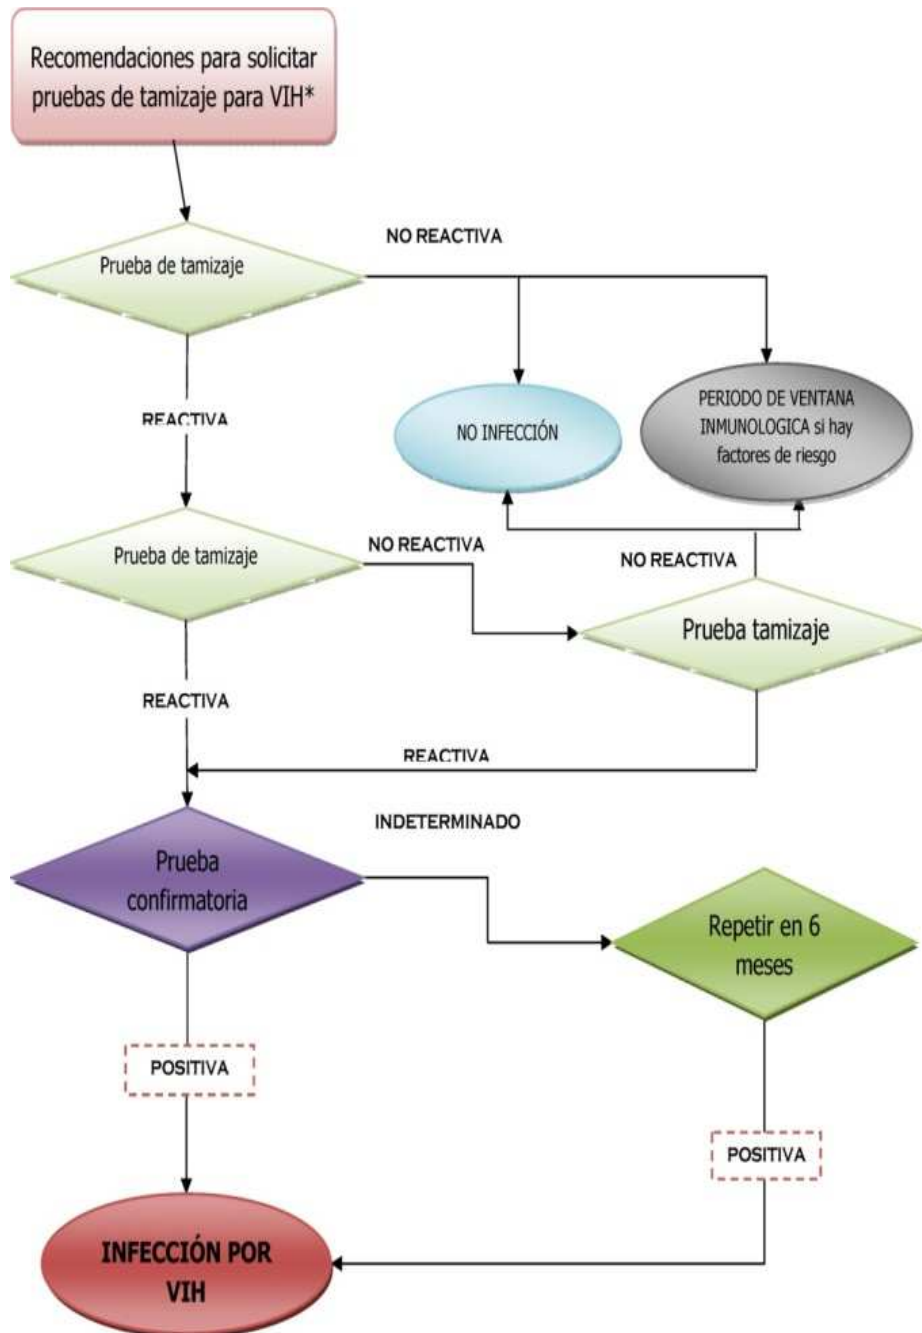 Recomendaciones para solicitar
pruebas de tamizaje para VIH*
NO REACTIVA
Prueba de tamizaje
REACTIVA
PERIODO DE VENTANA
INMUNOLOGICA si hay
factores de riesgo
NO INFECCIÓN
Prueba de tamizaje
NO REACTIVA
NO REACTIVA
Prueba tamizaje
REACTIVA
REACTIVA
INDETERMINADO
Prueba
confirmatoria
Repetir en 6
meses
POSITIVA
POSITIVA
INFECCIÓN POR
VIH